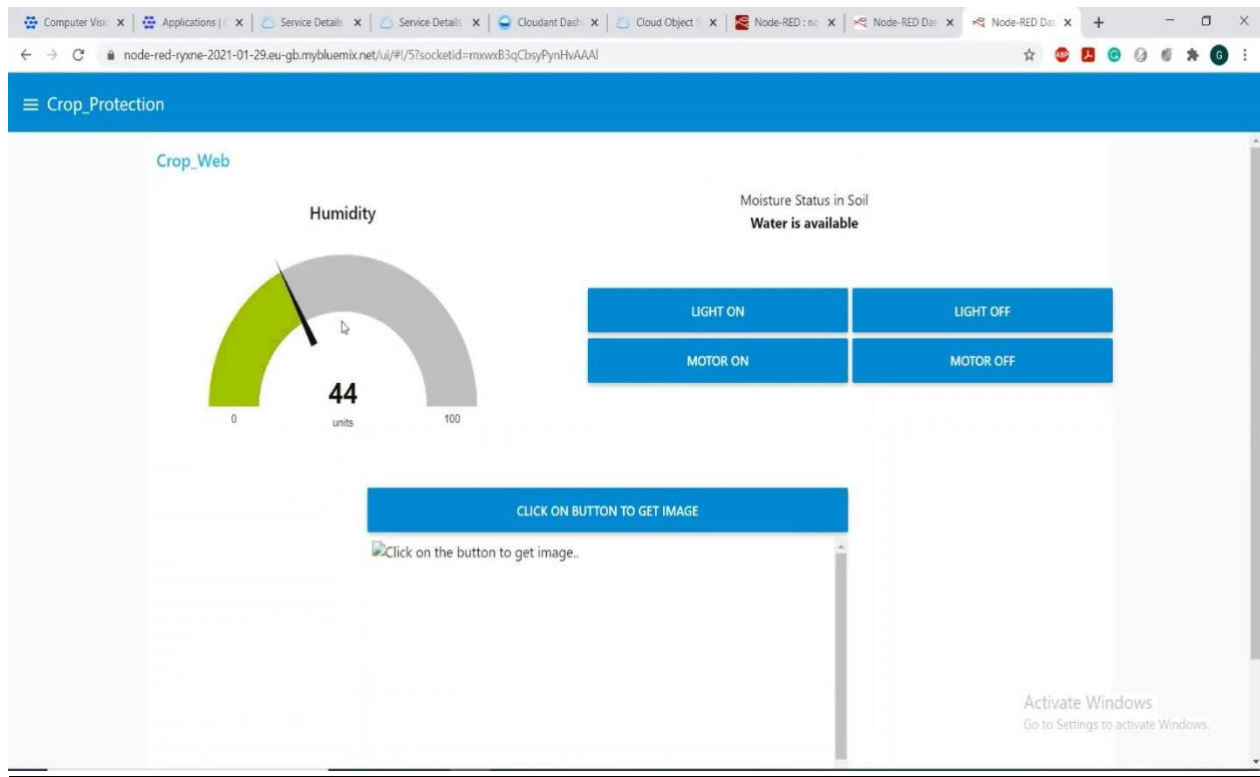 Computer Visi
Applications |
Service Details
Service Details
Cloudant Dash
Cloud Object S
Node-RED : no
Node-RED Das
Node-RED Das
node-red-ryxne-2021-01-29.eu-gb.mybluemix.net/ui/#!/5?socketid=mxwxB3qCbsyPynHvAAAl
ABP
G
Crop_Protection
Crop_Web
Humidity
44
units
0
100
Moisture Status in Soil
Water is available
LIGHT ON
LIGHT OFF
MOTOR ON
MOTOR OFF
CLICK ON BUTTON TO GET IMAGE
Click on the button to get image..
Activate Windows
Go to Settings to activate Windows.